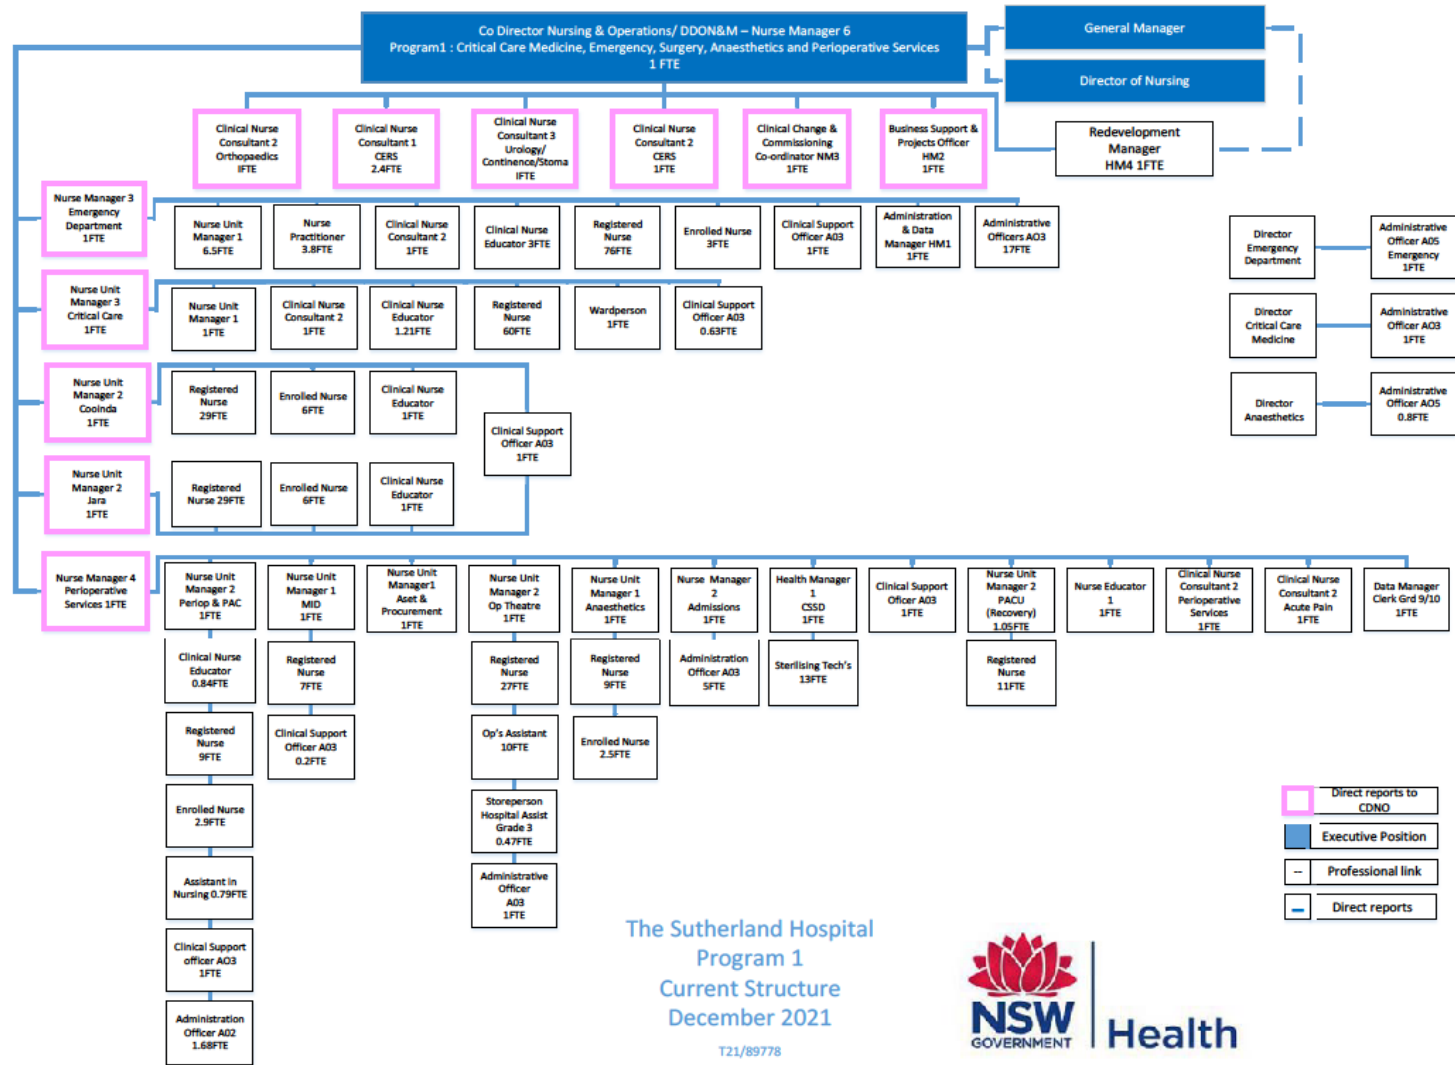 Co Director Nursing & Operations/ DDON&M – Nurse Manager 6
Program1 : Critical Care Medicine, Emergency, Surgery, Anaesthetics and Perioperative Services
1 FTE
General Manager
Director of Nursing
Redevelopment
Manager
HM4 1FTE
Clinical Nurse
Consultant 2
Orthopaedics
IFTE
Clinical Nurse
Consultant 1
CERS
2.4FTE
Clinical Nurse
Consultant 3
Urology/
Continence/Stoma
IFTE
Clinical Nurse
Consultant 2
CERS
1FTE
Clinical Change &
Commissioning
Co-ordinator NM3
1FTE
Business Support &
Projects Officer
HM2
1FTE
Nurse Manager 3
Emergency
Department
1FTE
Nurse Unit
Manager 1
6.5FTE
Nurse
Practitioner
3.8FTE
Clinical Nurse
Consultant 2
1FTE
Clinical Nurse
Educator 3FTE
Registered
Nurse
76FTE
Enrolled Nurse
3FTE
Clinical Support
Officer A03
1FTE
Administration
& Data
Manager HM1
1FTE
Administrative
Officers AO3
17FTE
Director
Emergency
Department
Administrative
Officer A05
Emergency
1FTE
Nurse Unit
Manager 3
Critical Care
1FTE
Nurse Unit
Manager 1
1FTE
Clinical Nurse
Consultant 2
1FTE
Clinical Nurse
Educator
1.21FTE
Registered
Nurse
60FTE
Wardperson
1FTE
Clinical Support
Officer A03
0.63FTE
Director
Critical Care
Medicine
Administrative
Officer AO3
1FTE
Nurse Unit
Manager 2
Cooinda
1FTE
Registered
Nurse
29FTE
Enrolled Nurse
6FTE
Clinical Nurse
Educator
1FTE
Clinical Support
Officer A03
1FTE
Director
Anaesthetics
Administrative
Officer AO5
0.8FTE
Nurse Unit
Manager 2
Jara
1FTE
Registered
Nurse 29FTE
Enrolled Nurse
6FTE
Clinical Nurse
Educator
1FTE
Nurse Manager 4
Perioperative
Services 1FTE
Nurse Unit
Manager 2
Periop & PAC
1FTE
Nurse Unit
Manager 1
MID
1FTE
Nurse Unit
Manager1
Aset &
Procurement
1FTE
Nurse Unit
Manager 2
Op Theatre
1FTE
Nurse Unit
Manager 1
Anaesthetics
1FTE
Nurse Manager
2
Admissions
1FTE
Health Manager
1
CSSD
1FTE
Clinical Support
Oficer A03
1FTE
Nurse Unit
Manager 2
PACU
(Recovery)
1.05FTE
Nurse Educator
1
1FTE
Clinical Nurse
Consultant 2
Perioperative
Services
1FTE
Clinical Nurse
Consultant 2
Acute Pain
1FTE
Data Manager
Clerk Grd 9/10
1FTE
Clinical Nurse
Educator
0.84FTE
Registered
Nurse
7FTE
Registered
Nurse
27FTE
Registered
Nurse
9FTE
Administration
Officer A03
5FTE
Sterilising Tech's
13FTE
Registered
Nurse
11FTE
Registered
Nurse
9FTE
Clinical Support
Officer A03
0.2FTE
Op's Assistant
10FTE
Enrolled Nurse
2.5FTE
Enrolled Nurse
2.9FTE
Storeperson
Hospital Assist
Grade 3
0.47FTE
Assistant in
Nursing 0.79FTE
Administrative
Officer
A03
1FTE
Clinical Support
officer AO3
1FTE
Administration
Officer A02
1.68FTE
Direct reports to
CDNO
Executive Position
Professional link
Direct reports
The Sutherland Hospital
Program 1
Current Structure
December 2021
T21/89778
NSW
GOVERNMENT
Health